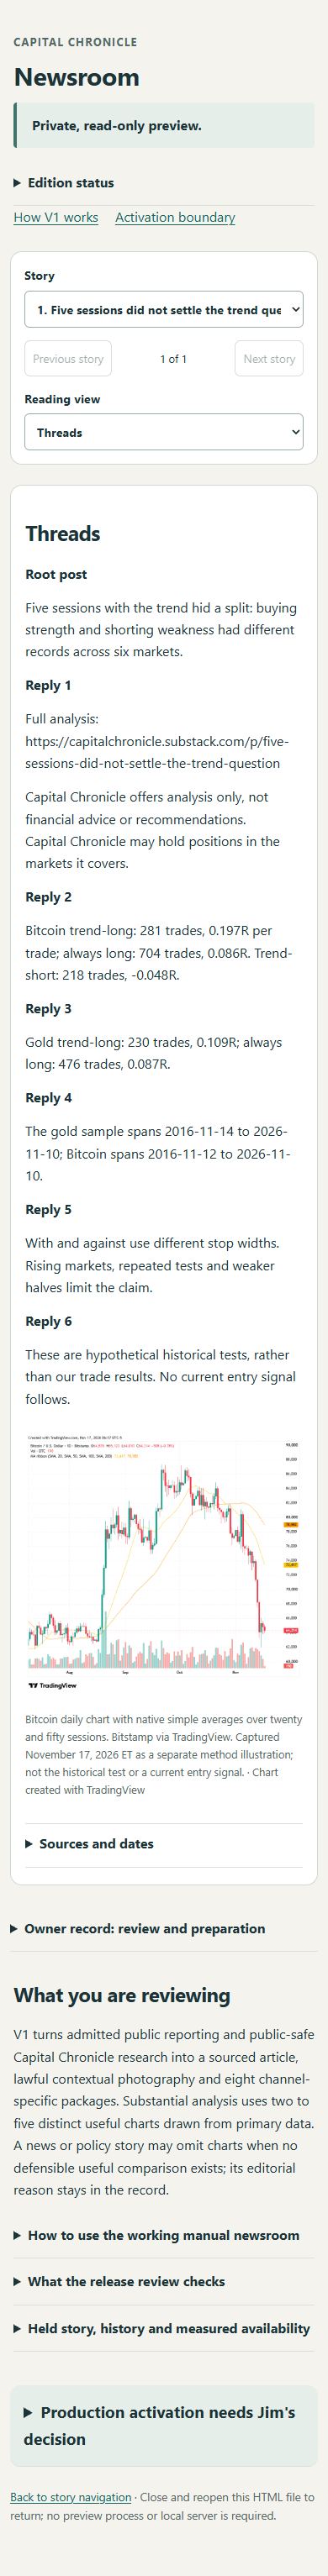 CAPITAL CHRONICLE
Newsroom
Private, read-only preview.
Edition status
How V1 works Activation boundary
Story
1. Five sessions did not settle the trend que
Previous story 1 of 1 Next story
Reading view
Threads
Threads
Root post
Five sessions with the trend hid a split: buying
strength and shorting weakness had different
records across six markets.
Reply 1
Full analysis:
https://capitalchronicle.substack.com/p/five-
sessions-did-not-settle-the-trend-question
Capital Chronicle offers analysis only, not
financial advice or recommendations.
Capital Chronicle may hold positions in the
markets it covers.
Reply 2
Bitcoin trend-long: 281 trades, 0.197R per
trade; always long: 704 trades, 0.086R. Trend-
short: 218 trades, -0.048R.
Reply 3
Gold trend-long: 230 trades, 0.109R; always
long: 476 trades, 0.087R.
Reply 4
The gold sample spans 2016-11-14 to 2026-
11-10; Bitcoin spans 2016-11-12 to 2026-11-
10.
Reply 5
With and against use different stop widths.
Rising markets, repeated tests and weaker
halves limit the claim.
Reply 6
These are hypothetical historical tests, rather
than our trade results. No current entry signal
follows.
TradingView
Bitcoin daily chart with native simple averages over twenty
and fifty sessions. Bitstamp via TradingView. Captured
November 17, 2026 ET as a separate method illustration;
not the historical test or a current entry signal. · Chart
created with TradingView
Sources and dates
Owner record: review and preparation
What you are reviewing
V1 turns admitted public reporting and public-safe
Capital Chronicle research into a sourced article,
lawful contextual photography and eight channel-
specific packages. Substantial analysis uses two to
five distinct useful charts drawn from primary data.
A news or policy story may omit charts when no
defensible useful comparison exists; its editorial
reason stays in the record.
How to use the working manual newsroom
What the release review checks
Held story, history and measured availability
Production activation needs Jim's
decision
Back to story navigation · Close and reopen this HTML file to
return; no preview process or local server is required.